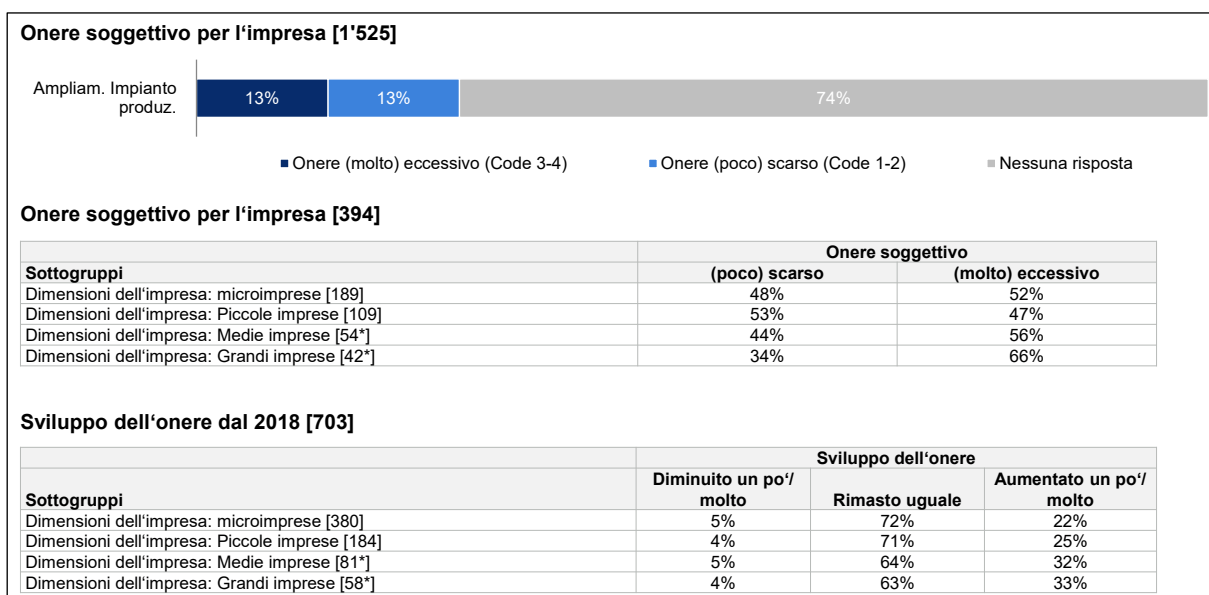 Onere soggettivo per l‘impresa [1'525]
Ampliam. Impianto
produz.
13% 13% 74%
Onere (molto) eccessivo (Code 3-4) Onere (poco) scarso (Code 1-2) Nessuna risposta
Onere soggettivo per l‘impresa [394]
Onere soggettivo
Sottogruppi (poco) scarso (molto) eccessivo
Dimensioni dell‘impresa: microimprese [189] 48% 52%
Dimensioni dell‘impresa: Piccole imprese [109] 53% 47%
Dimensioni dell‘impresa: Medie imprese [54*] 44% 56%
Dimensioni dell‘impresa: Grandi imprese [42*] 34% 66%
Sviluppo dell‘onere dal 2018 [703]
Sviluppo dell‘onere
Diminuito un po‘/ Aumentato un po‘/
Sottogruppi molto Rimasto uguale molto
Dimensioni dell‘impresa: microimprese [380] 5% 72% 22%
Dimensioni dell‘impresa: Piccole imprese [184] 4% 71% 25%
Dimensioni dell‘impresa: Medie imprese [81*] 5% 64% 32%
Dimensioni dell‘impresa: Grandi imprese [58*] 4% 63% 33%